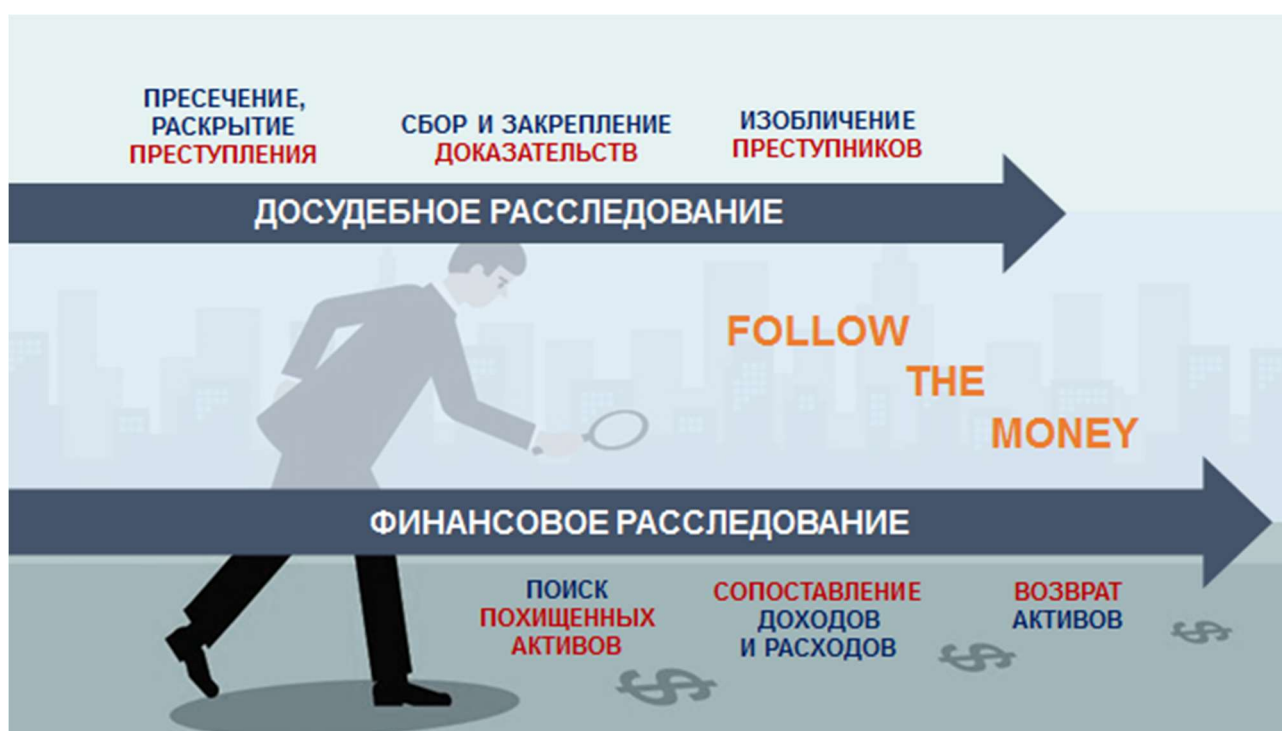 ПРЕСЕЧЕНИЕ,
РАСКРЫТИЕ
ПРЕСТУПЛЕНИЯ
СБОР И ЗАКРЕПЛЕНИЕ
ДОКАЗАТЕЛЬСТВ
ИЗОБЛИЧЕНИЕ
ПРЕСТУПНИКОВ
ДОСУДЕБНОЕ РАССЛЕДОВАНИЕ
FOLLOW
THE
MONEY
ФИНАНСОВОЕ РАССЛЕДОВАНИЕ
ПОИСК
ПОХИЩЕННЫХ
АКТИВОВ
СОПОСТАВЛЕНИЕ
ДОХОДОВ
И РАСХОДОВ
ВОЗВРАТ
АКТИВОВ
$
$
$